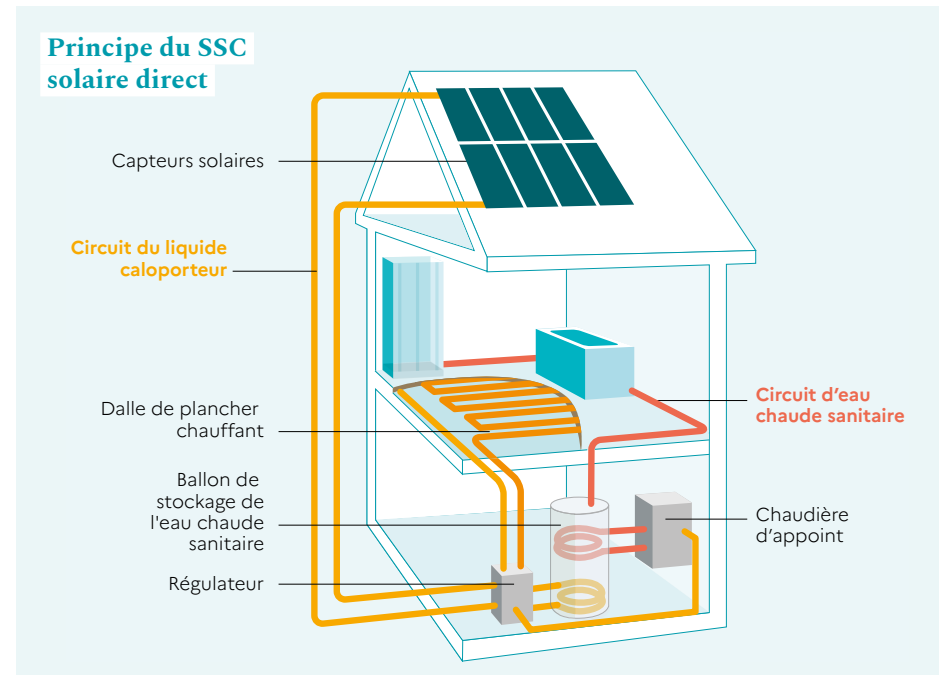 Principe du SSC
solaire direct
Capteurs solaires
Circuit du liquide
caloporteur
Dalle de plancher
chauffant
Circuit d’eau
chaude sanitaire
Ballon de
stockage de
l'eau chaude
sanitaire
Chaudière
d’appoint
Régulateur